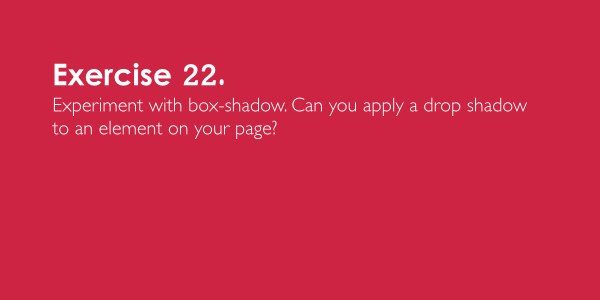 Exercise 22.
Experiment with box-shadow. Can you apply a drop shadow
to an element on your page?